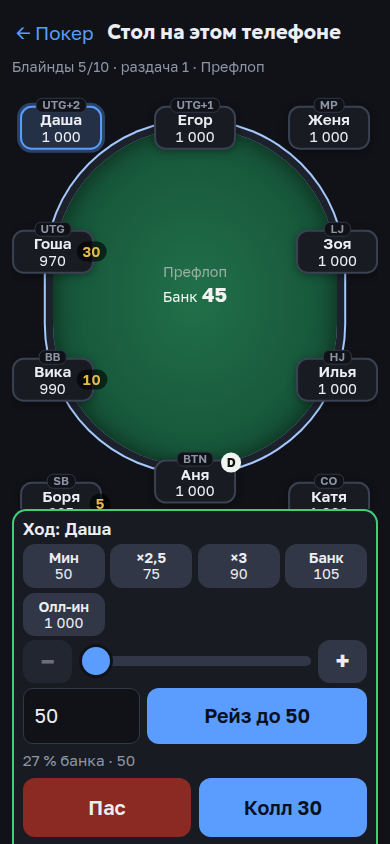 ← Покер Стол на этом телефоне
Блайнды 5/10 · раздача 1 · Префлоп
UTG+2
Даша
1 000
UTG+1
Егор
1 000
MP
Женя
1 000
UTG
Гоша
970
30
LJ
Зоя
1 000
Префлоп
Банк 45
BB
Вика
990
10
HJ
Илья
1 000
BTN
Аня
1 000
D
SB
Боря
5
CO
Катя
Ход: Даша
Мин
50
×2,5
75
×3
90
Банк
105
Олл-ин
1 000
−
+
50
Рейз до 50
27 % банка · 50
Пас
Колл 30